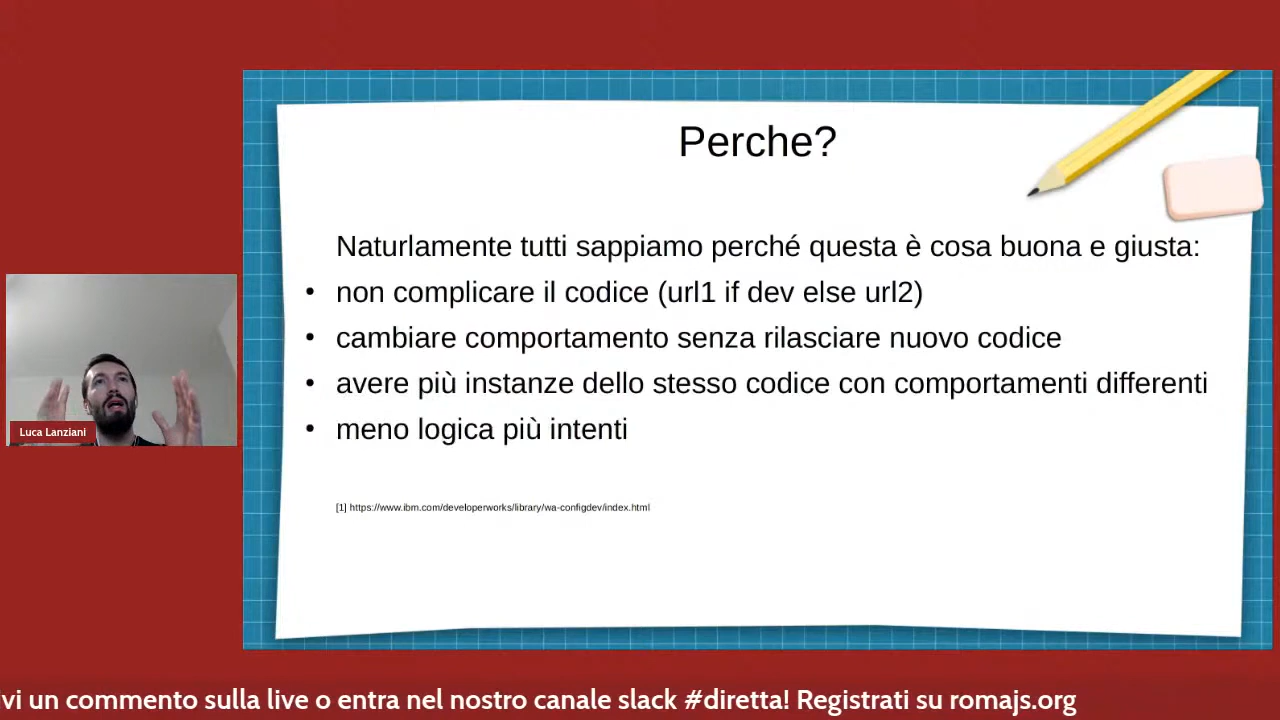 Perche?
Naturlamente tutti sappiamo perché questa è cosa buona e giusta:
• non complicare il codice (url1 if dev else url2)
• cambiare comportamento senza rilasciare nuovo codice
• avere più instanze dello stesso codice con comportamenti differenti
• meno logica più intenti
[1] https://www.ibm.com/developerworks/library/wa-configdev/index.html
Luca Lanziani
vi un commento sulla live o entra nel nostro canale slack #diretta! Registrati su romajs.org